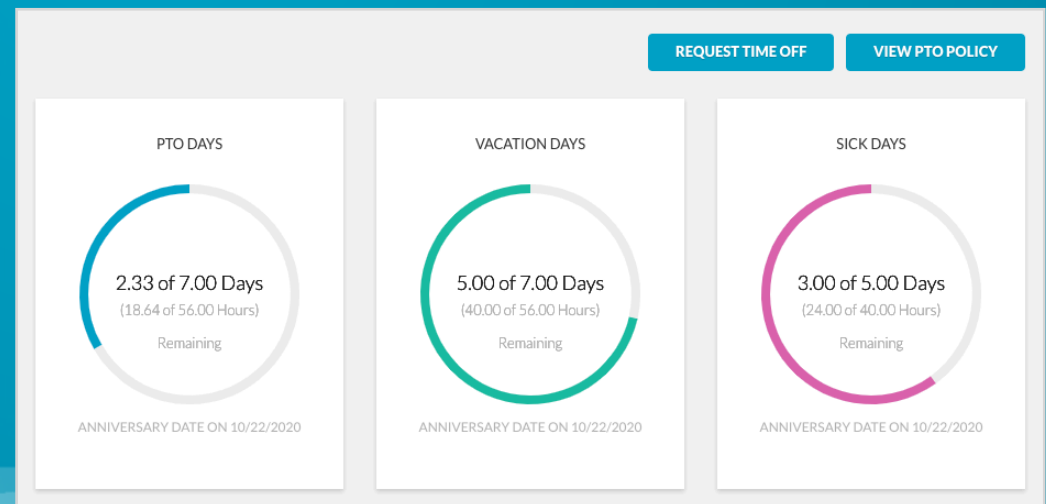 REQUEST TIME OFF
VIEW PTO POLICY
PTO DAYS
2.33 of 7.00 Days
(18.64 of 56.00 Hours)
Remaining
ANNIVERSARY DATE ON 10/22/2020
VACATION DAYS
5.00 of 7.00 Days
(40.00 of 56.00 Hours)
Remaining
ANNIVERSARY DATE ON 10/22/2020
SICK DAYS
3.00 of 5.00 Days
(24.00 of 40.00 Hours)
Remaining
ANNIVERSARY DATE ON 10/22/2020